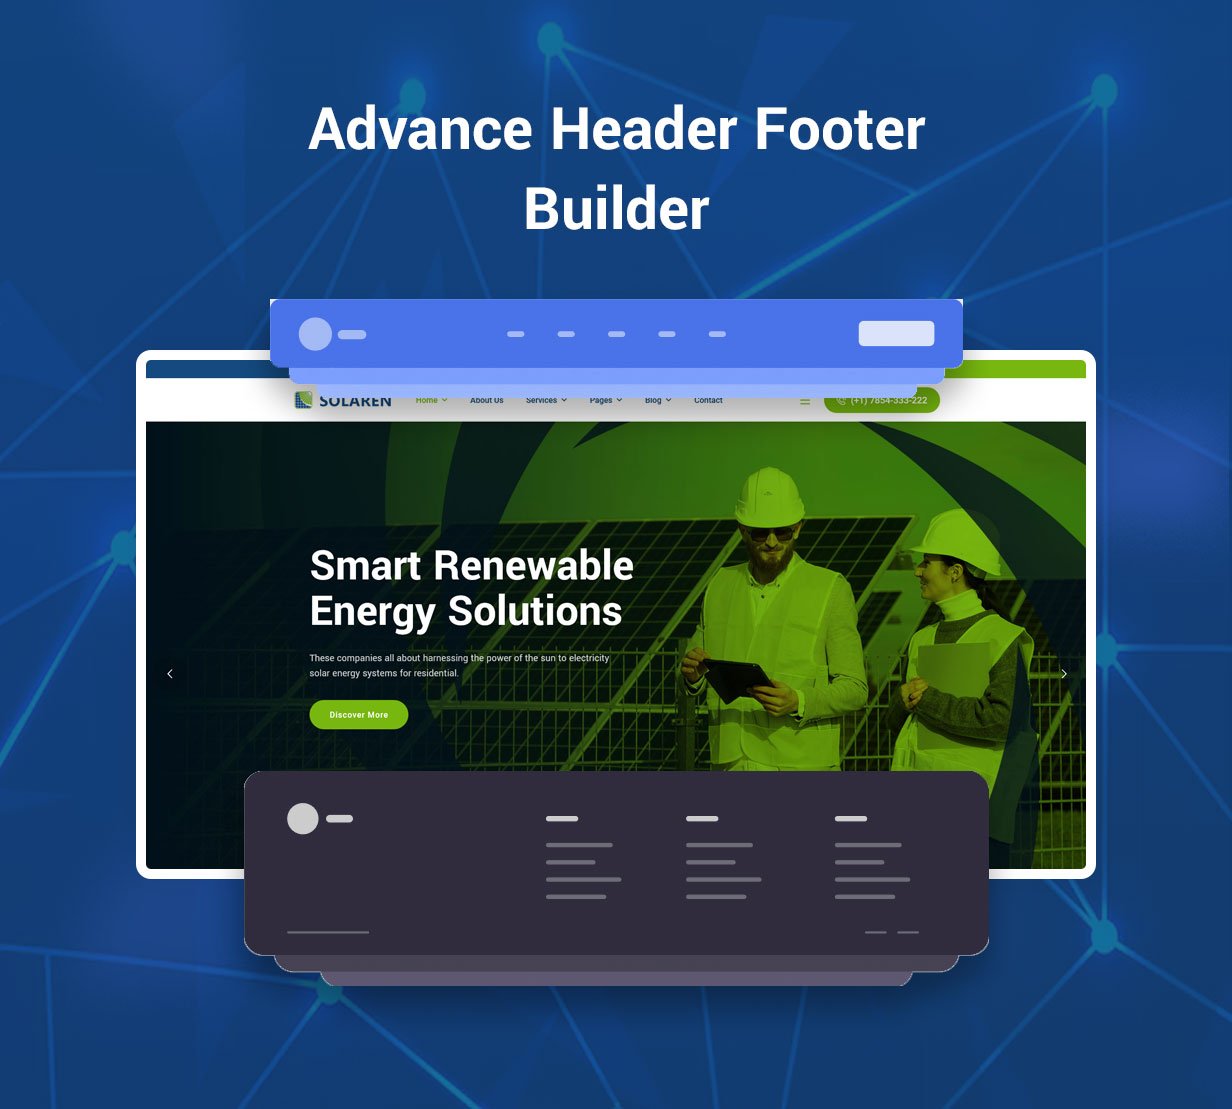 Advance Header Footer
Builder
SOLAREN
Home About Us Services Pages Blog Contact
(+1) 7854-333-222
Smart Renewable
Energy Solutions
These companies all about harnessing the power of the sun to electricity
solar energy systems for residential.
Discover More